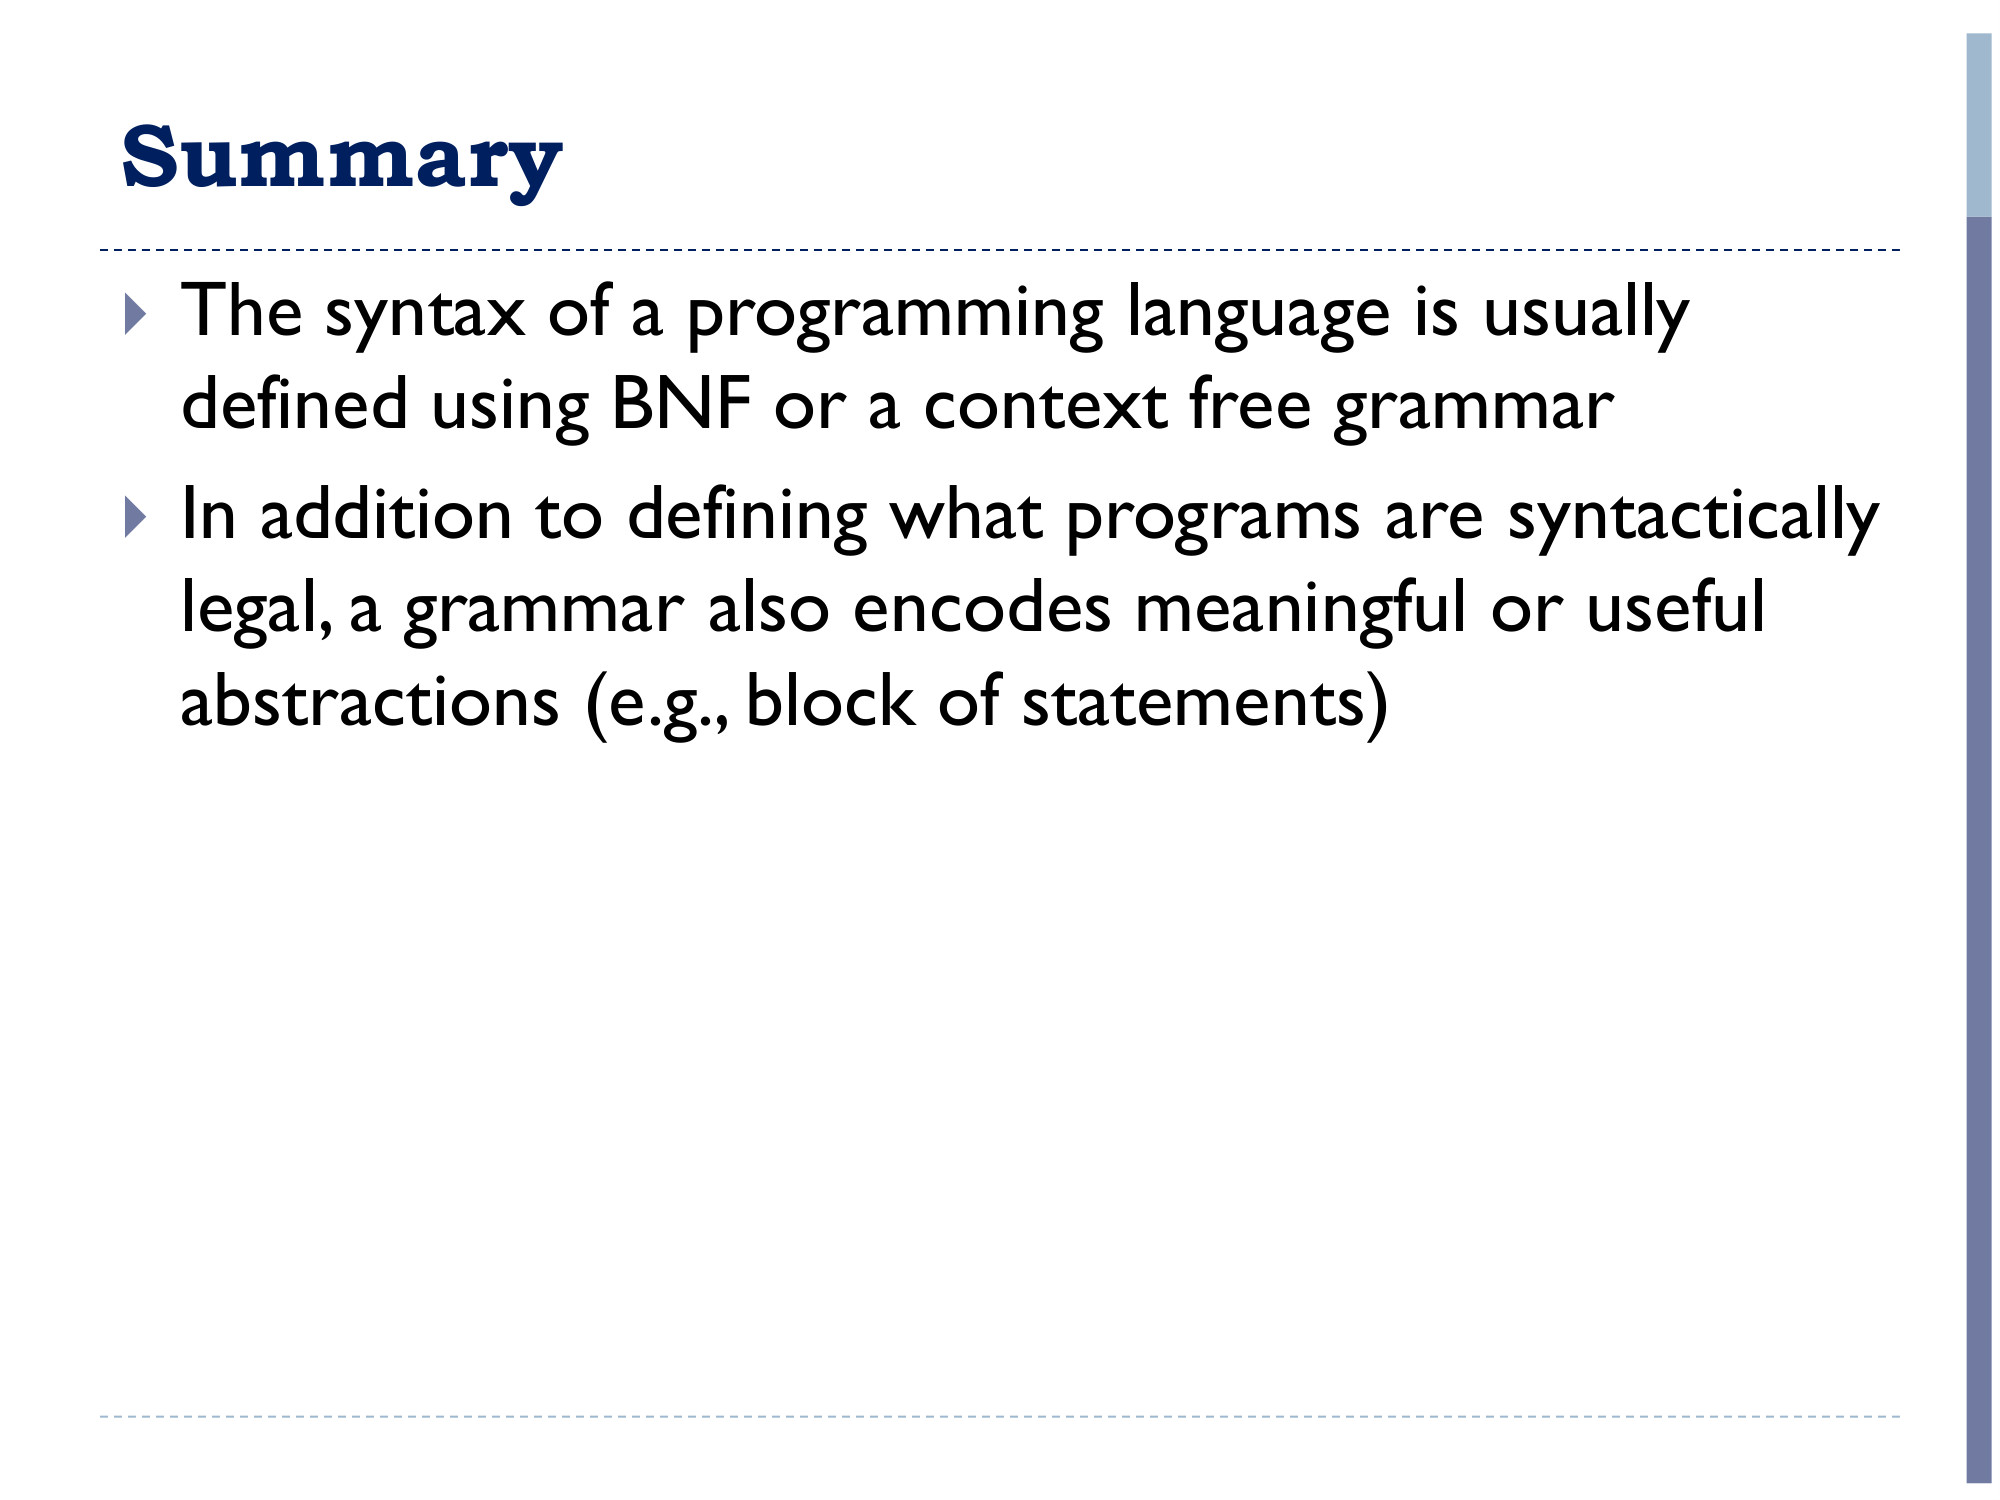 Summary
The syntax of a programming language is usually
defined using BNF or a context free grammar
In addition to defining what programs are syntactically
legal, a grammar also encodes meaningful or useful
abstractions (e.g., block of statements)